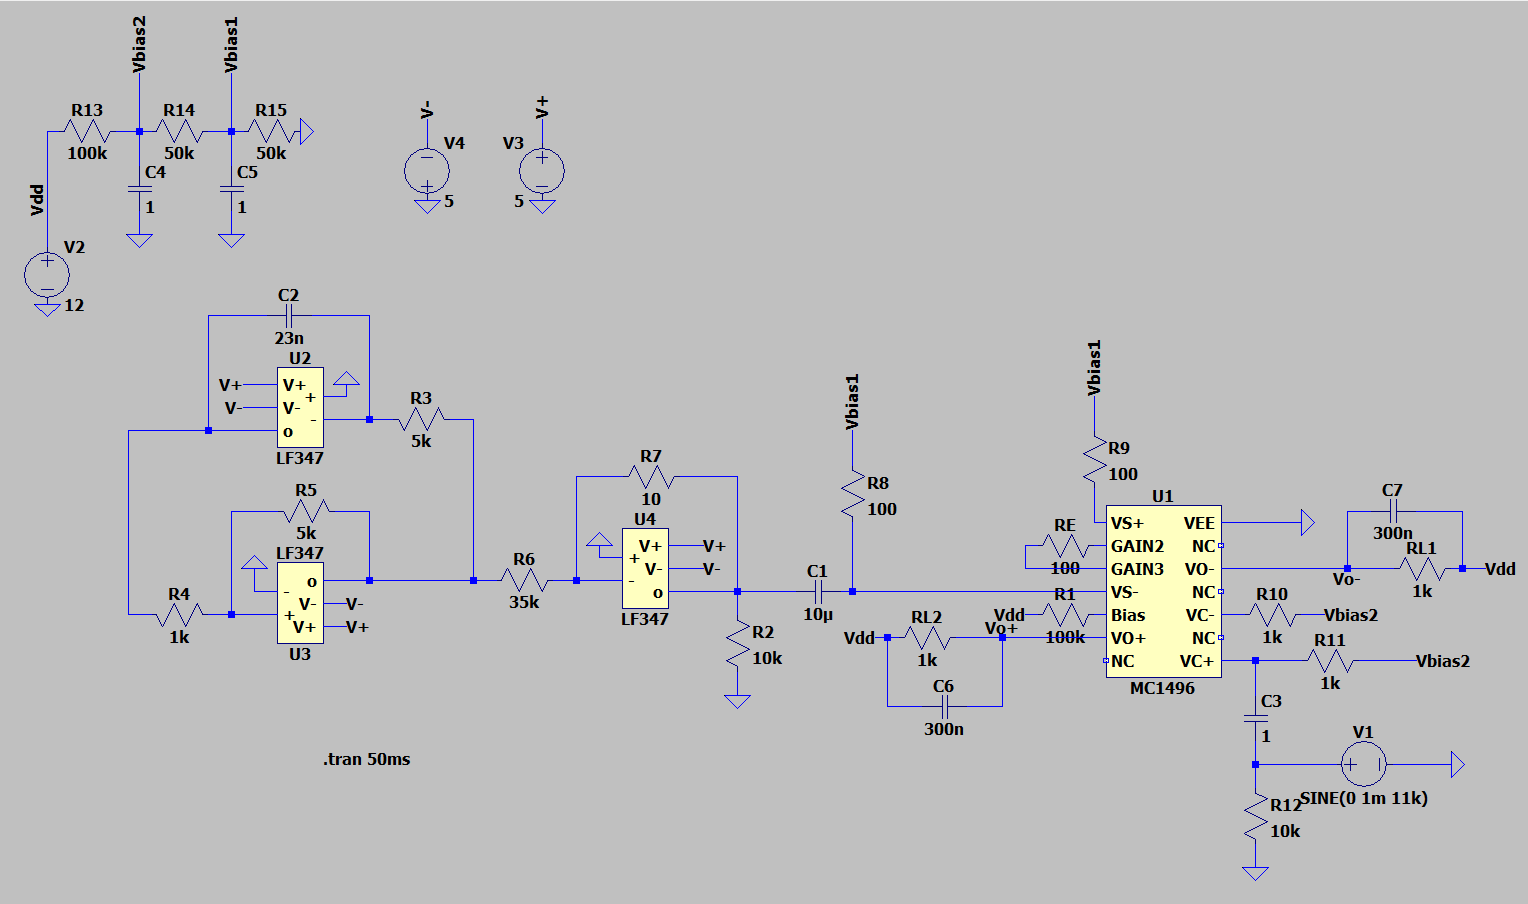 Vbias2
Vbias1
R13
100k
R14
50k
R15
50k
C4
1
C5
1
Vdd
V2
12
V-
V4
5
V+
V3
5
C2
23n
U2
V+
V-
V+
V-
o
+
-
LF347
R3
5k
R5
5k
LF347
o
-
V-
+
V+
V-
V+
U3
R4
1k
R6
35k
R7
10
U4
V+
+
V-
-
o
V+
V-
LF347
R2
10k
C1
10µ
Vbias1
R8
100
Vbias1
R9
100
U1
VS+
GAIN2
GAIN3
VS-
Bias
VO+
NC
VEE
NC
VO-
NC
VC-
NC
VC+
MC1496
RE
100
R1
100k
Vdd
Vdd
RL2
1k
Vo+
C6
300n
C7
300n
RL1
1k
Vo-
Vdd
R10
1k
Vbias2
R11
1k
Vbias2
C3
1
V1
SINE(0 1m 11k)
R12
10k
.tran 50ms